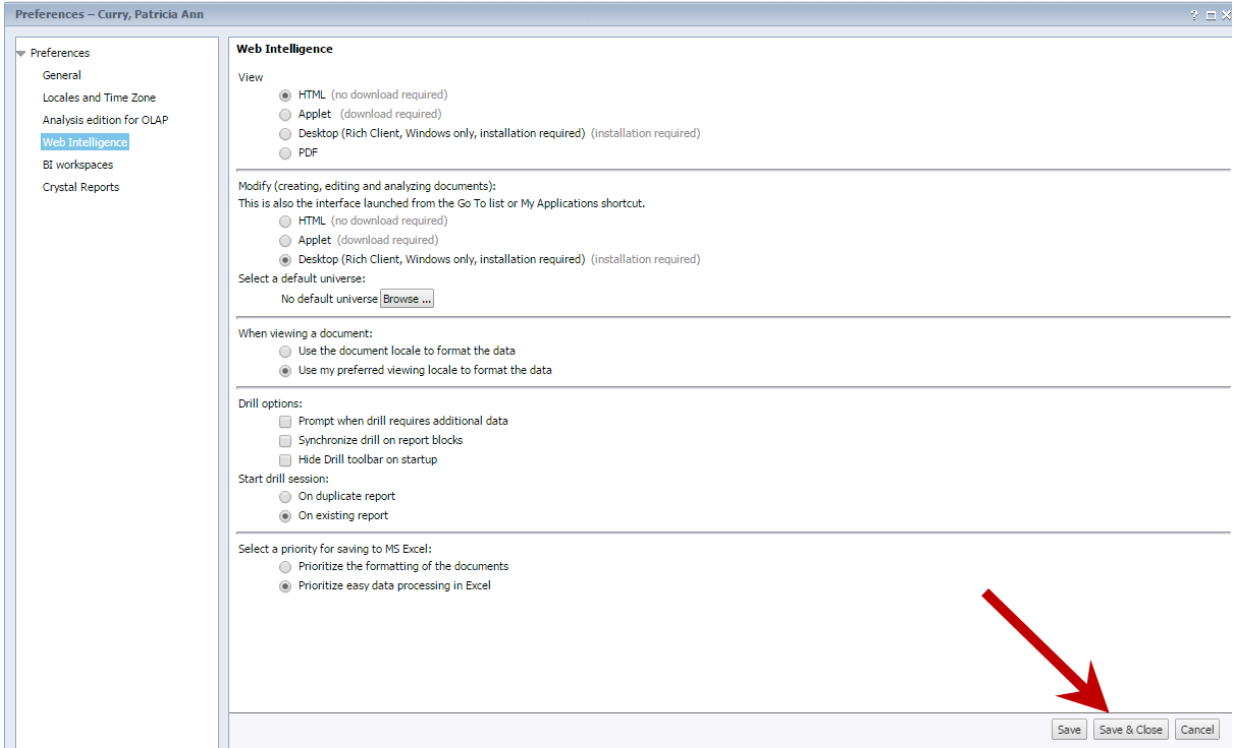 Preferences – Curry, Patricia Ann
Preferences
General
Locales and Time Zone
Analysis edition for OLAP
Web Intelligence
BI workspaces
Crystal Reports
Web Intelligence
View
HTML (no download required)
Applet (download required)
Desktop (Rich Client, Windows only, installation required) (installation required)
PDF
Modify (creating, editing and analyzing documents):
This is also the interface launched from the Go To list or My Applications shortcut.
HTML (no download required)
Applet (download required)
Desktop (Rich Client, Windows only, installation required) (installation required)
Select a default universe:
No default universe Browse ...
When viewing a document:
Use the document locale to format the data
Use my preferred viewing locale to format the data
Drill options:
Prompt when drill requires additional data
Synchronize drill on report blocks
Hide Drill toolbar on startup
Start drill session:
On duplicate report
On existing report
Select a priority for saving to MS Excel:
Prioritize the formatting of the documents
Prioritize easy data processing in Excel
Save Save & Close Cancel